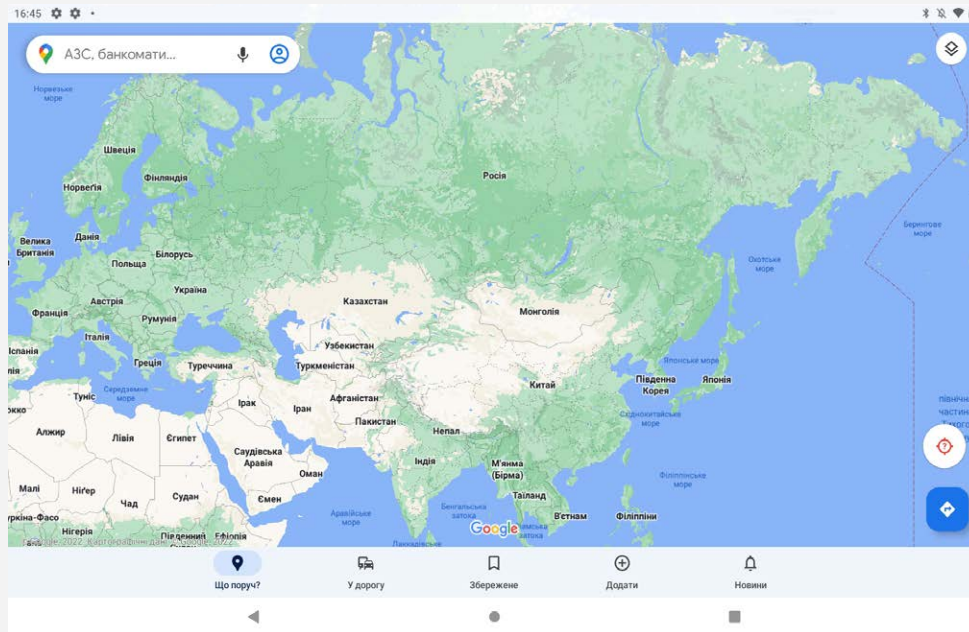 16:45
АЗС, банкомати...
Норвезьке
море
Швеція
Фінляндія
Норвегія
Росія
Велика
Британія
Данія
Білорусь
Польща
Україна
Австрія
Франція
Румунія
Італія
Греція
Туреччина
Казахстан
Монголія
Берингове
море
Охотське
море
Узбекистан
Туркменістан
Японське море
Південна
Корея
Японія
Китай
Середземне
море
Туніс
Ірак
Іран
Афганістан
Пакистан
Непал
Східнокитайське
море
Алжир
Лівія
Єгипет
Саудівська
Аравія
Оман
Індія
М'янма
(Бірма)
Філіппінське
море
Малі
Нігер
Чад
Судан
Ємен
Аравійське
море
Бенгальська
затока
Таїланд
В'єтнам
Філіппіни
Нігерія
Південний
Ефіопія
Google
затока
Що поруч?
У дорогу
Збережене
Додати
Новини